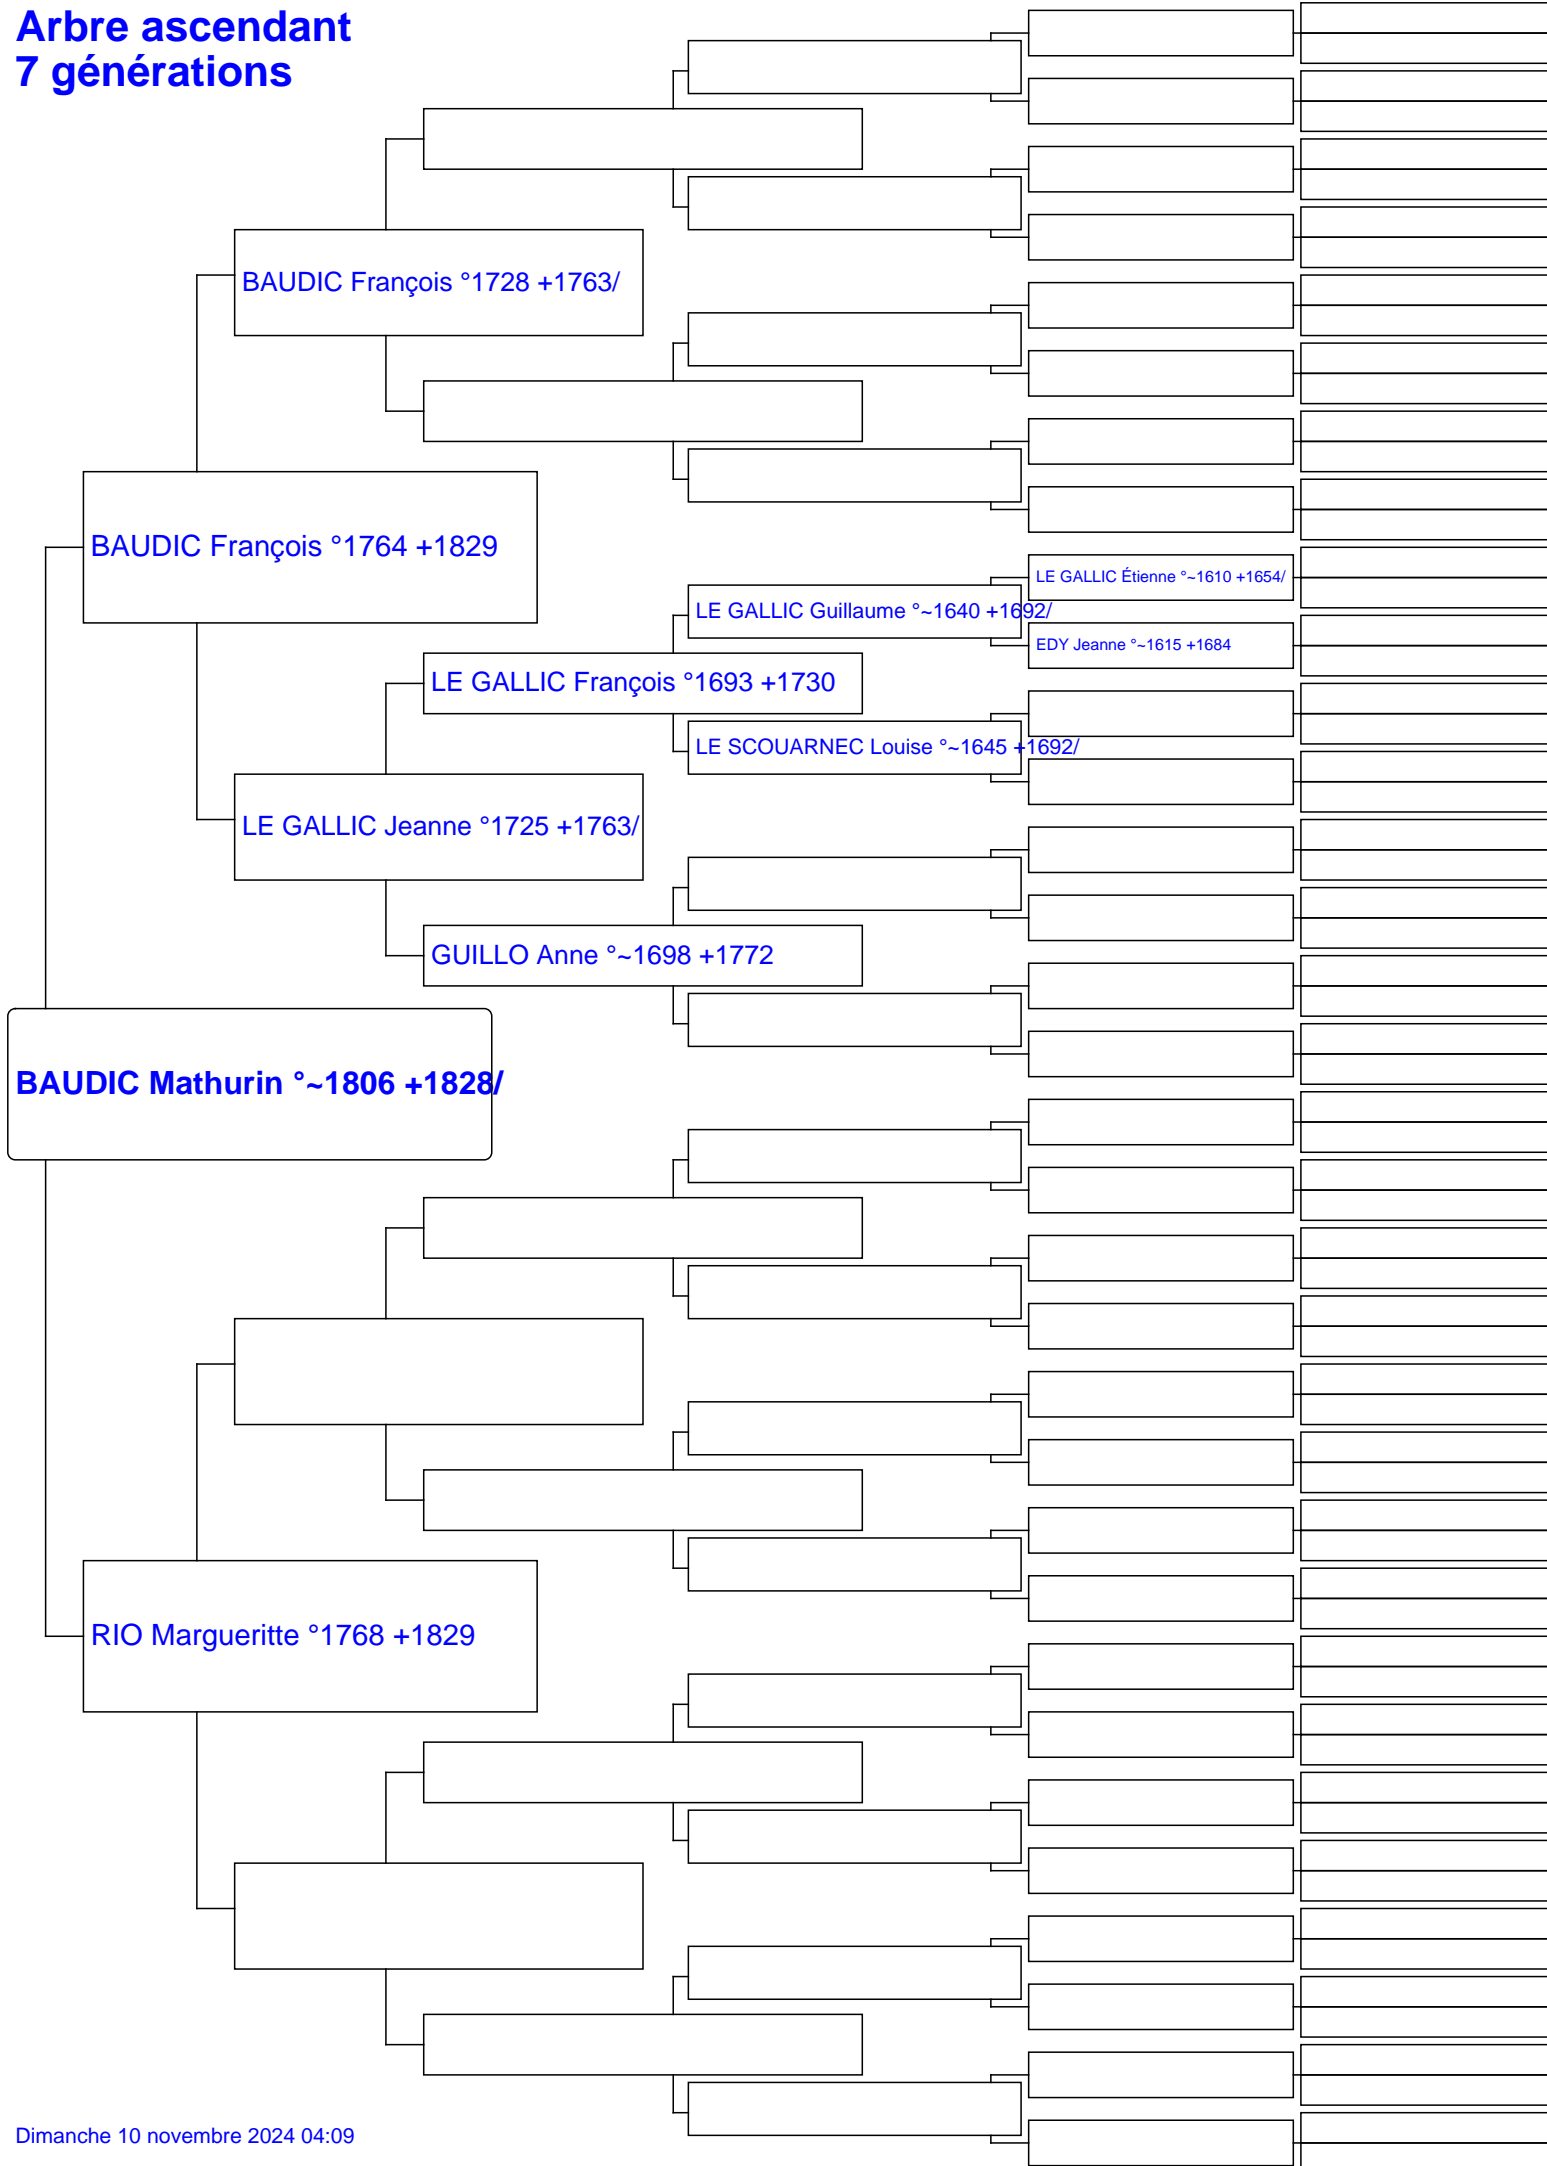 Arbre ascendant
7 générations
BAUDIC François °1728 +1763/
BAUDIC François °1764 +1829
LE GALLIC Étienne °~1610 +1654/
LE GALLIC Guillaume °~1640 +1692/
EDY Jeanne °~1615 +1684
LE GALLIC François °1693 +1730
LE SCOUARNEC Louise °~1645 +1692/
LE GALLIC Jeanne °1725 +1763/
GUILLO Anne °~1698 +1772
BAUDIC Mathurin °~1806 +1828/
RIO Margueritte °1768 +1829
Dimanche 10 novembre 2024 04:09